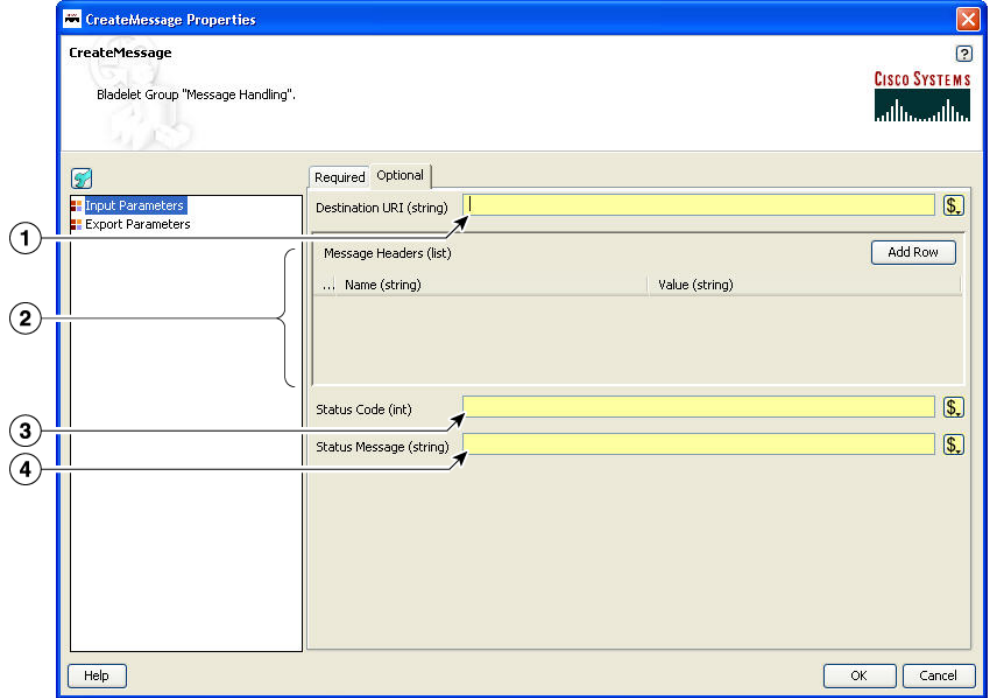 CreateMessage Properties
CreateMessage
?
Bladelet Group "Message Handling".
CISCO SYSTEMS
Required Optional
Input Parameters
Export Parameters
Destination URI (string) $
1
Message Headers (list) Add Row
... Name (string) Value (string)
2
Status Code (int) $
3
Status Message (string) $
4
Help OK Cancel